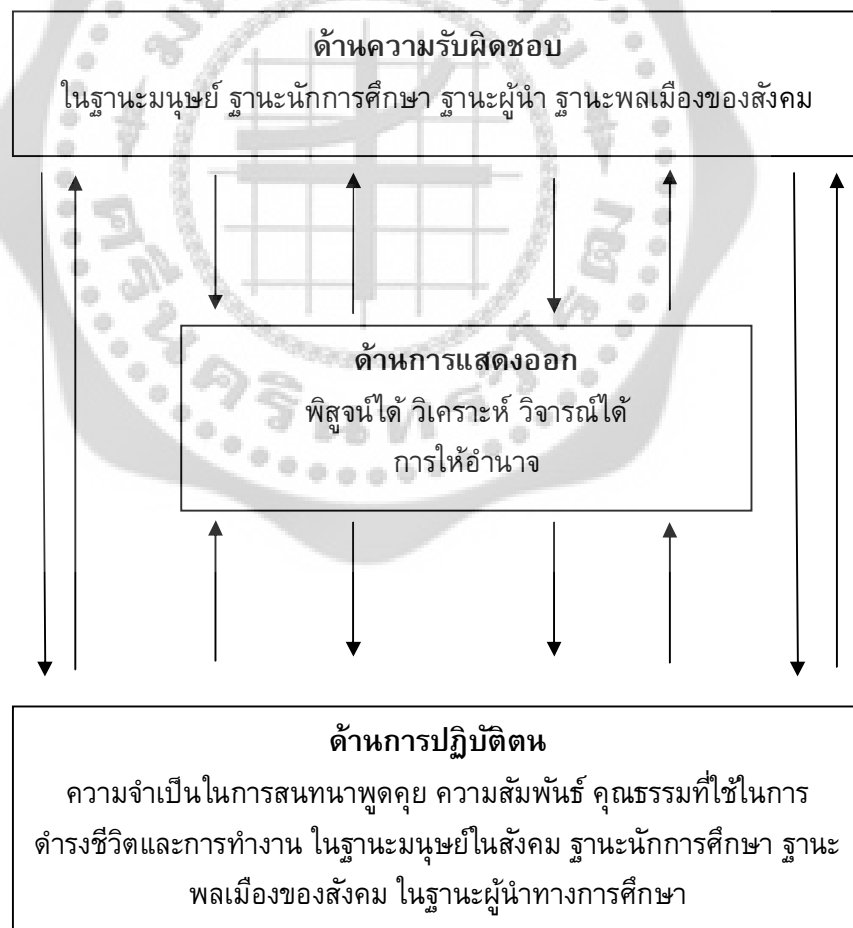 ด้านความรับผิดชอบ
ในฐานะมนุษย์ ฐานะนักการศึกษา ฐานะผู้นำ ฐานะพลเมืองของสังคม
ด้านการแสดงออก
พิสูจน์ได้ วิเคราะห์ วิจารณ์ได้
การให้อำนาจ
ด้านการปฏิบัติตน
ความจำเป็นในการสนทนาพูดคุย ความสัมพันธ์ คุณธรรมที่ใช้ในการ
ดำรงชีวิตและการทำงาน ในฐานะมนุษย์ในสังคม ฐานะนักการศึกษา ฐานะ
พลเมืองของสังคม ในฐานะผู้นำทางการศึกษา